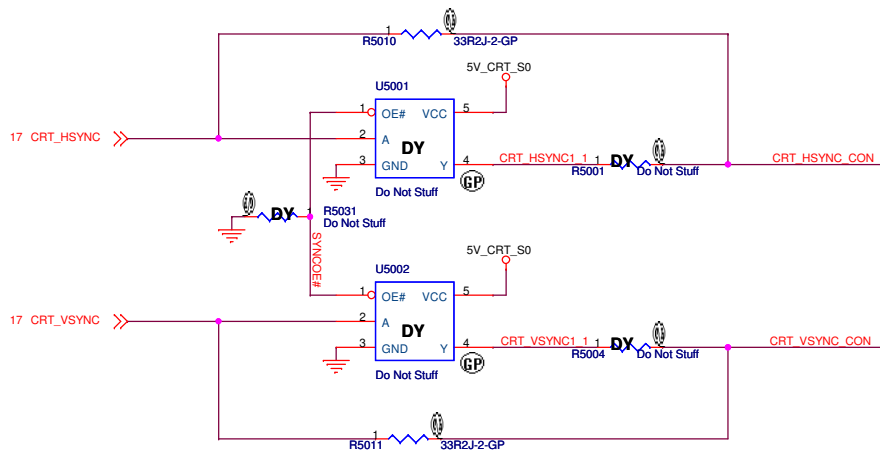 1
R5010
33R2J-2-GP
5V_CRT_S0
U5001
1 OE# VCC 5
17 CRT_HSYNC
2 A
DY
3 GND Y 4
CRT_HSYNC1_1 1 DY
R5001 Do Not Stuff
CRT_HSYNC_CON
GP
Do Not Stuff
DY 1 R5031
Do Not Stuff
SYNCOE#
5V_CRT_S0
U5002
1 OE# VCC 5
17 CRT_VSYNC
2 A
DY
3 GND Y 4
CRT_VSYNC1_1 1 DY
R5004 Do Not Stuff
CRT_VSYNC_CON
GP
Do Not Stuff
1
R5011
33R2J-2-GP